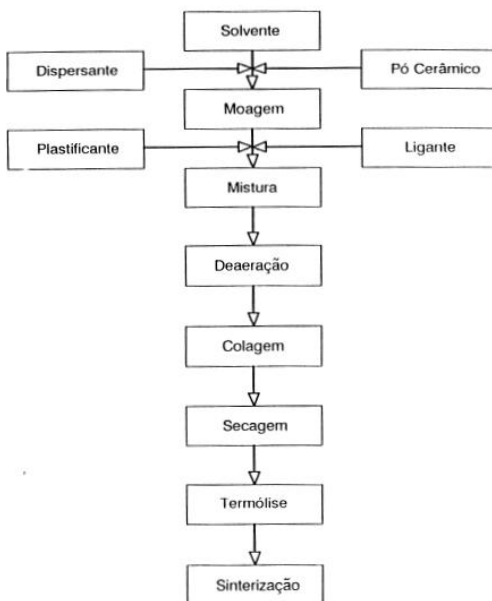 Solvente
Dispersante
Pó Cerâmico
Moagem
Plastificante
Ligante
Mistura
Deaeração
Colagem
Secagem
Termólise
Sinterização